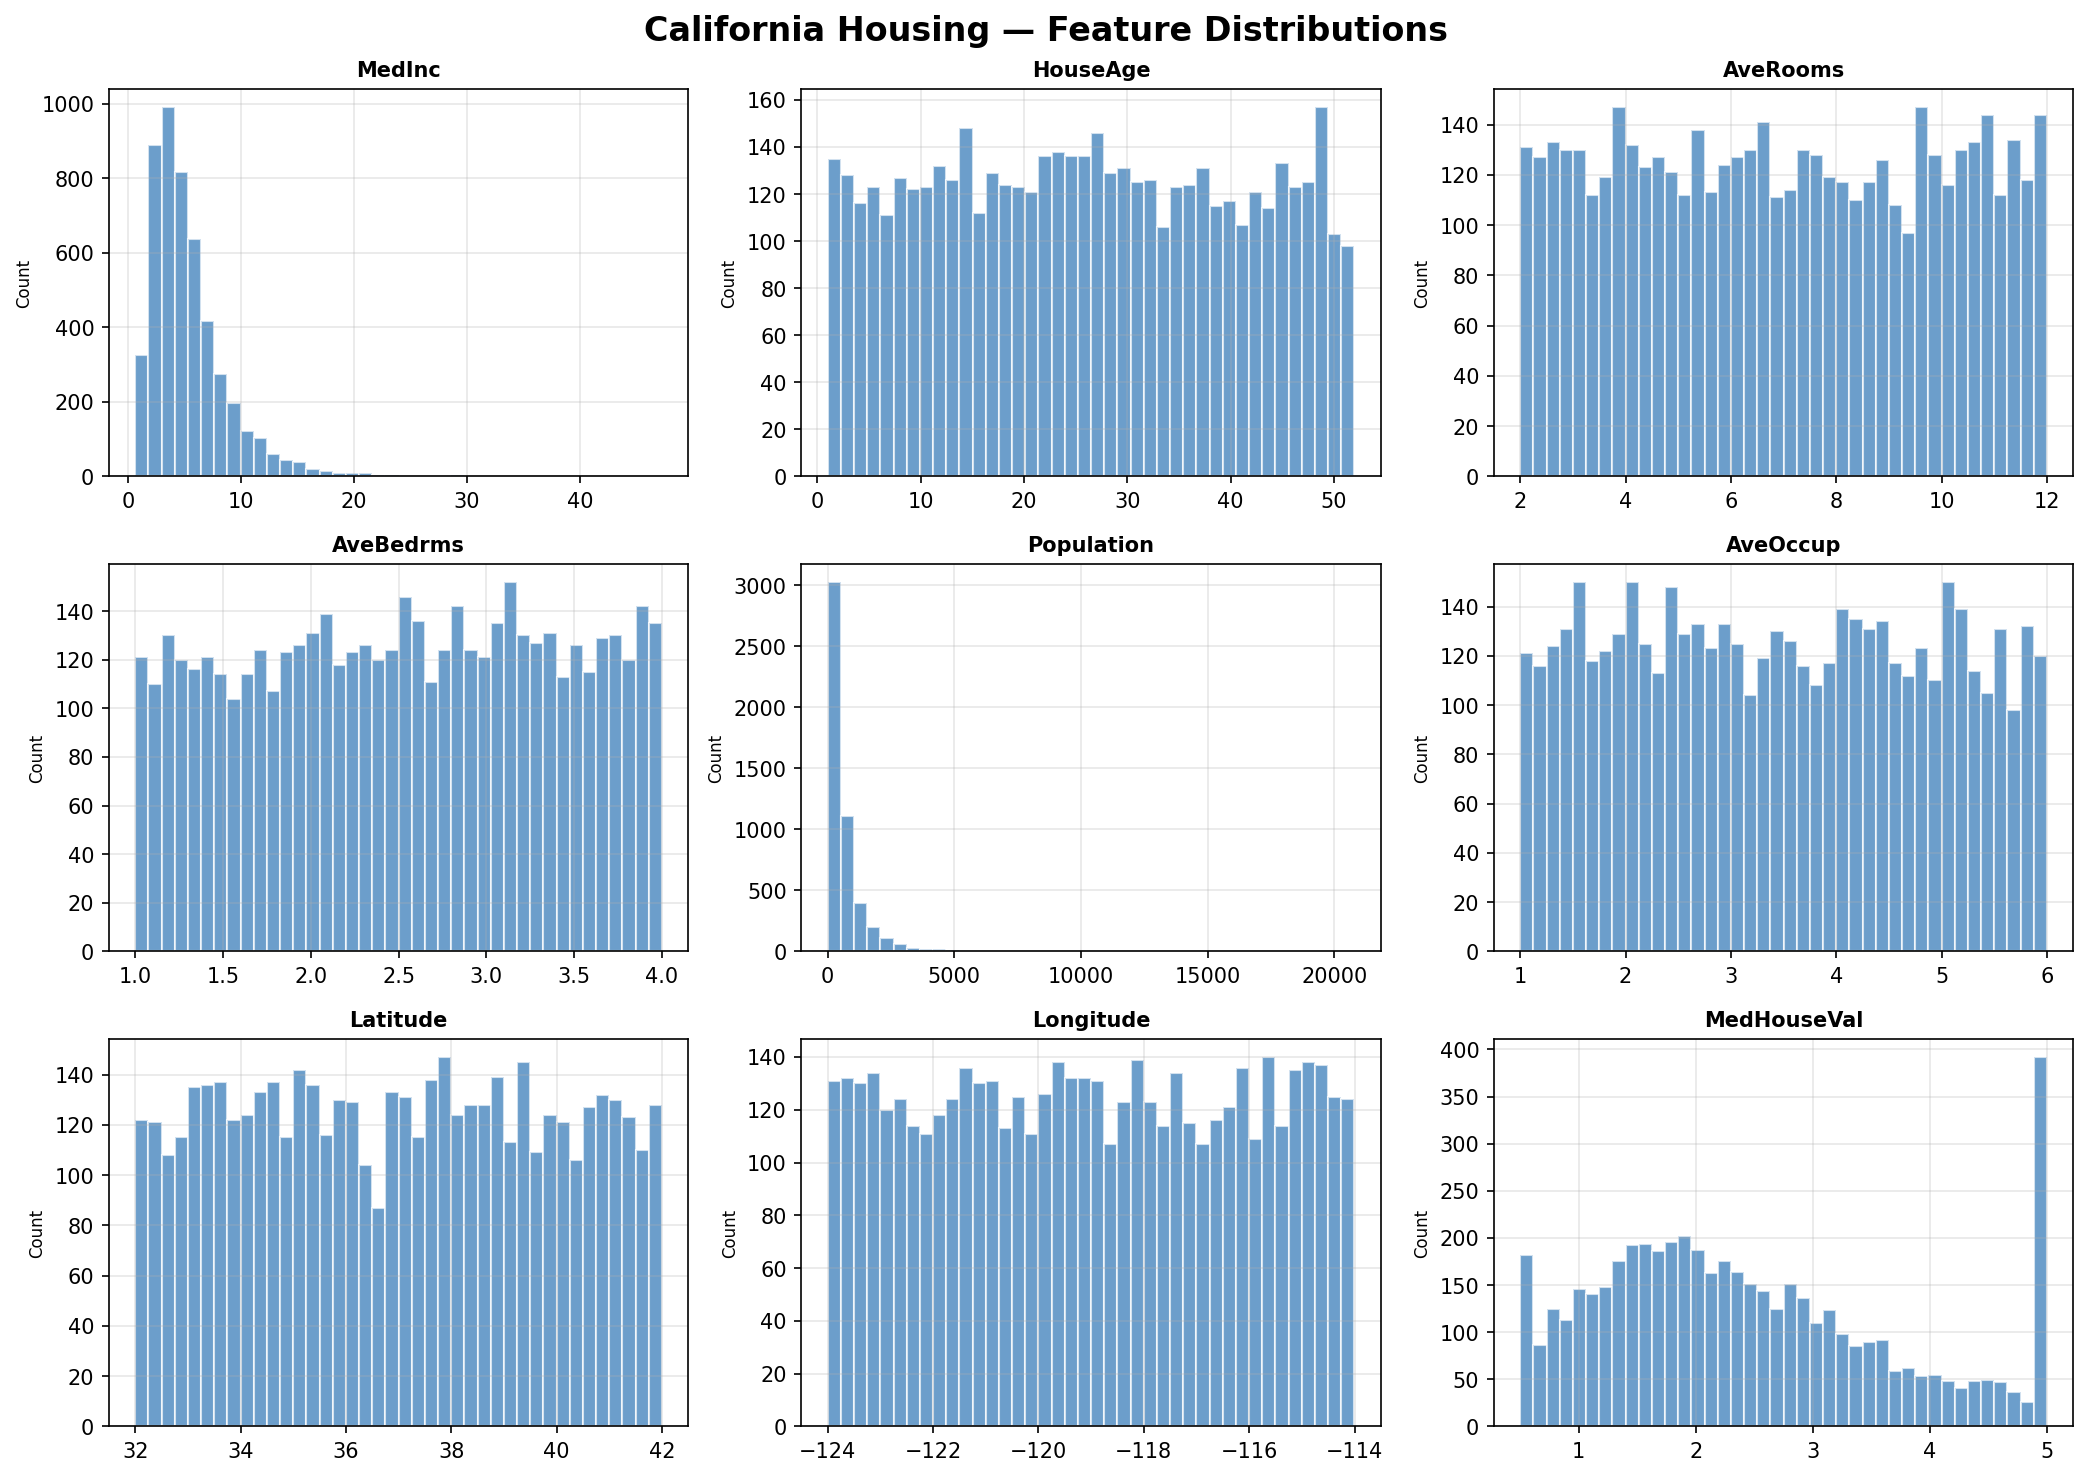 California Housing — Feature Distributions
MedInc
Count
1000
800
600
400
200
0
0 10 20 30 40
HouseAge
Count
160
140
120
100
80
60
40
20
0
0 10 20 30 40 50
AveRooms
Count
140
120
100
80
60
40
20
0
2 4 6 8 10 12
AveBedrms
Count
140
120
100
80
60
40
20
0
1.0 1.5 2.0 2.5 3.0 3.5 4.0
Population
Count
3000
2500
2000
1500
1000
500
0
0 5000 10000 15000 20000
AveOccup
Count
140
120
100
80
60
40
20
0
1 2 3 4 5 6
Latitude
Count
140
120
100
80
60
40
20
0
32 34 36 38 40 42
Longitude
Count
140
120
100
80
60
40
20
0
−124 −122 −120 −118 −116 −114
MedHouseVal
Count
400
350
300
250
200
150
100
50
0
1 2 3 4 5